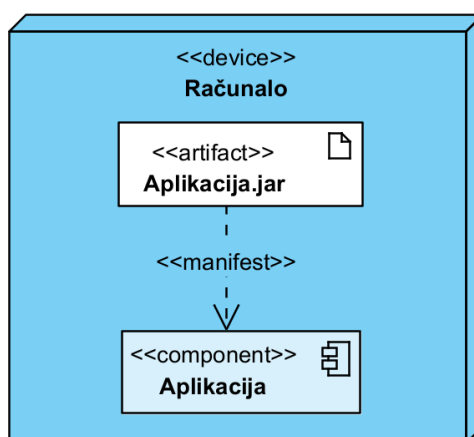 <<device>>
Računalo
<<artifact>>
Aplikacija.jar
<<manifest>>
<<component>>
Aplikacija